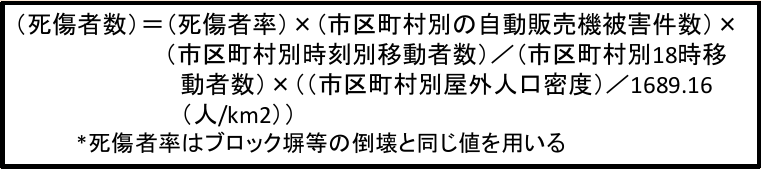 （死傷者数）＝（死傷者率）×（市区町村別の自動販売機被害件数）×
（市区町村別時刻別移動者数）／（市区町村別18時移
動者数）×（（市区町村別屋外人口密度）／1689.16
（人/km2））
*死傷者率はブロック塀等の倒壊と同じ値を用いる